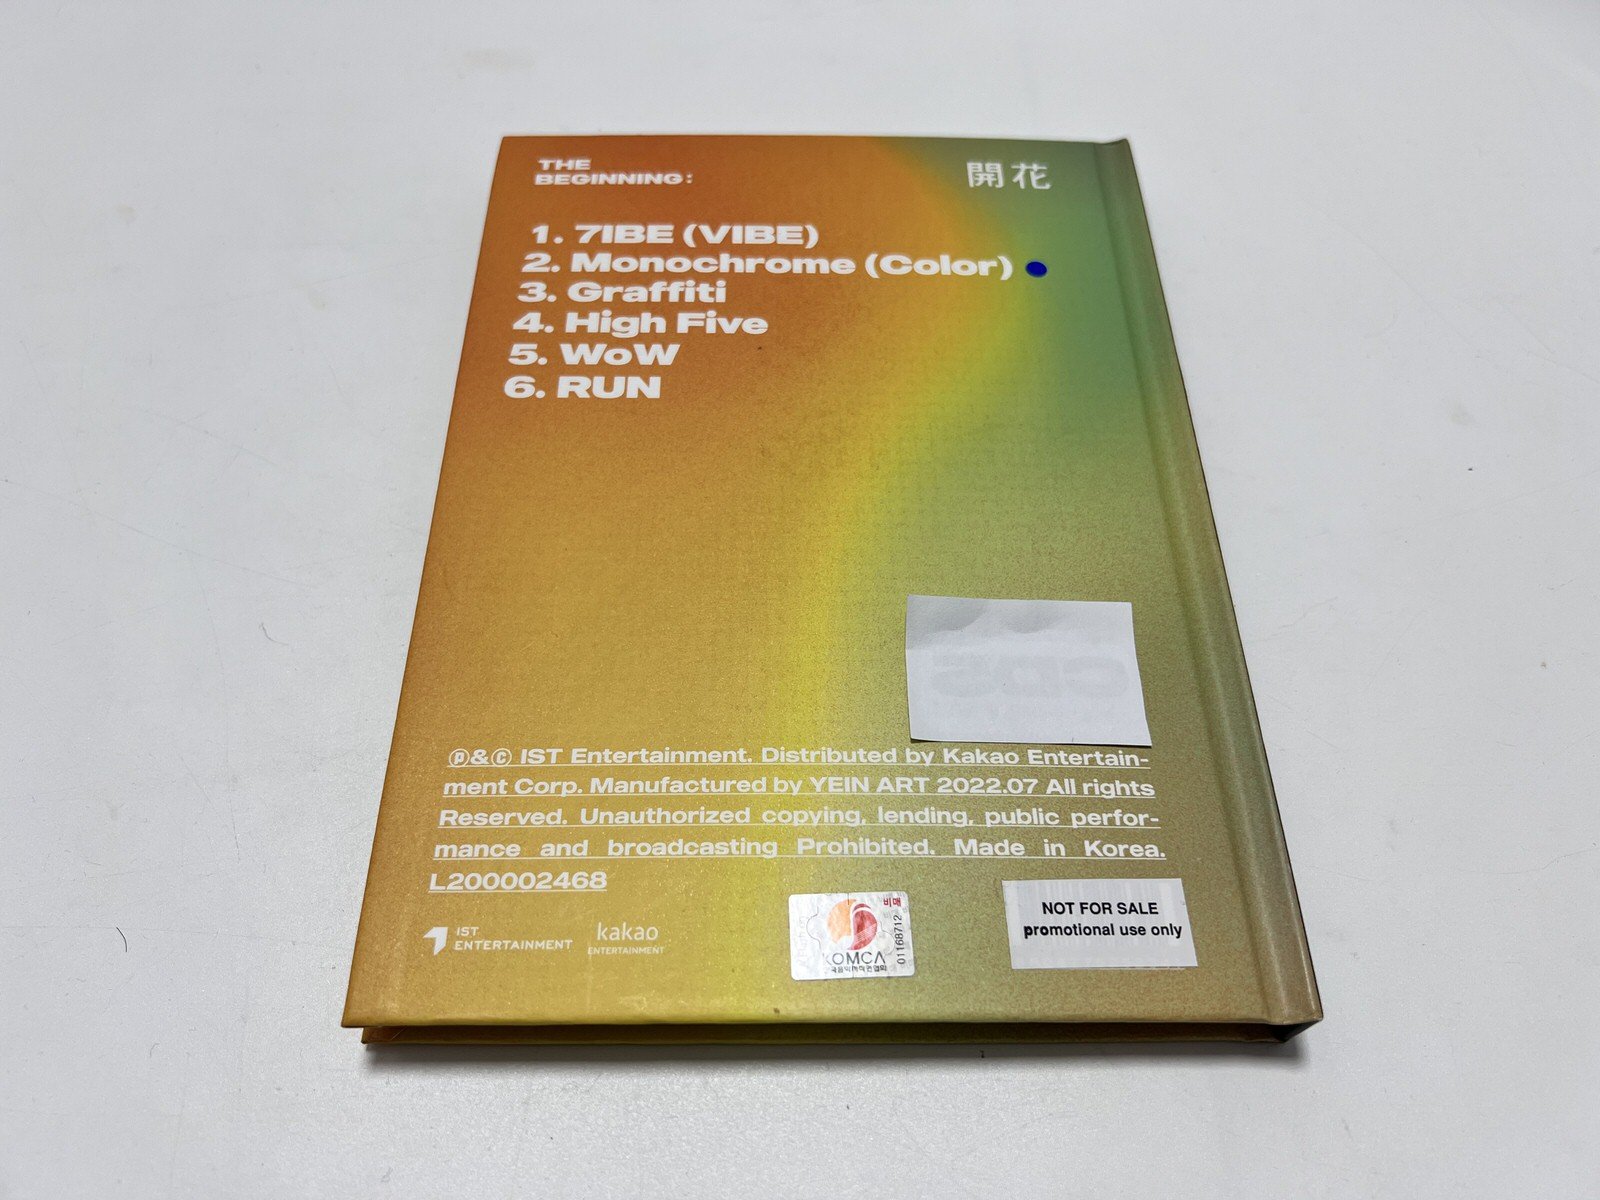 THE
BEGINNING:
開花
1. 7IBE (VIBE)
2. Monochrome (Color)
3. Graffiti
4. High Five
5. WoW
6. RUN
Ⓟ&Ⓒ IST Entertainment. Distributed by Kakao Entertain-
ment Corp. Manufactured by YEIN ART 2022.07 All rights
Reserved. Unauthorized copying, lending, public perfor-
mance and broadcasting Prohibited. Made in Korea.
L200002468
IST
ENTERTAINMENT
kakao
ENTERTAINMENT
비매
01168712
KOMCA
NOT FOR SALE
promotional use only